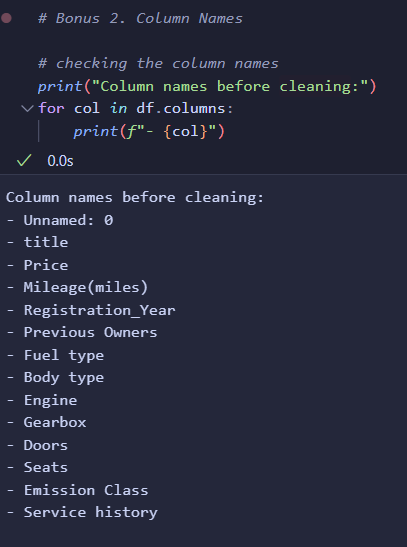 # Bonus 2. Column Names
# checking the column names
print("Column names before cleaning:")
for col in df.columns:
print(f"- {col}")
0.0s
Column names before cleaning:
- Unnamed: 0
- title
- Price
- Mileage(miles)
- Registration_Year
- Previous Owners
- Fuel type
- Body type
- Engine
- Gearbox
- Doors
- Seats
- Emission Class
- Service history